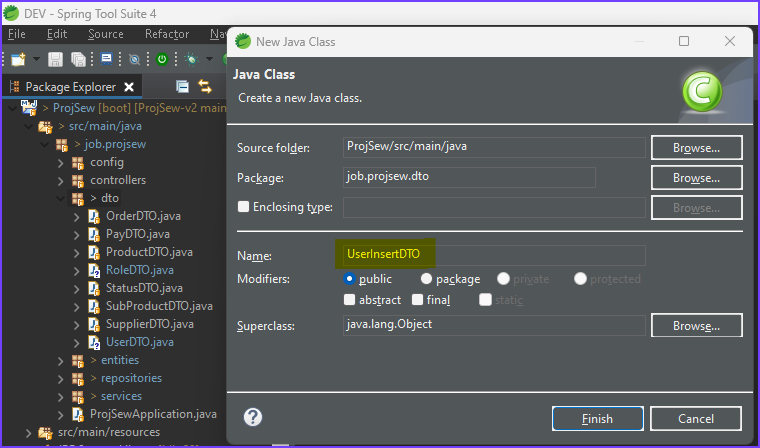 DEV - Spring Tool Suite 4
File Edit Source Refactor Nav
Package Explorer
ProjSew [boot] [ProjSew-v2 main
src/main/java
job.projsew
config
controllers
> dto
OrderDTO.java
PayDTO.java
ProductDTO.java
RoleDTO.java
StatusDTO.java
SubProductDTO.java
SupplierDTO.java
UserDTO.java
> entities
> repositories
> services
ProjSewApplication.java
src/main/resources
New Java Class
Java Class
Create a new Java class.
C
Source folder: ProjSew/src/main/java Browse...
Package: job.projsew.dto Browse...
Enclosing type: Browse...
Name: UserInsertDTO
Modifiers: public package private protected
abstract final static
Superclass: java.lang.Object Browse...
? Finish Cancel